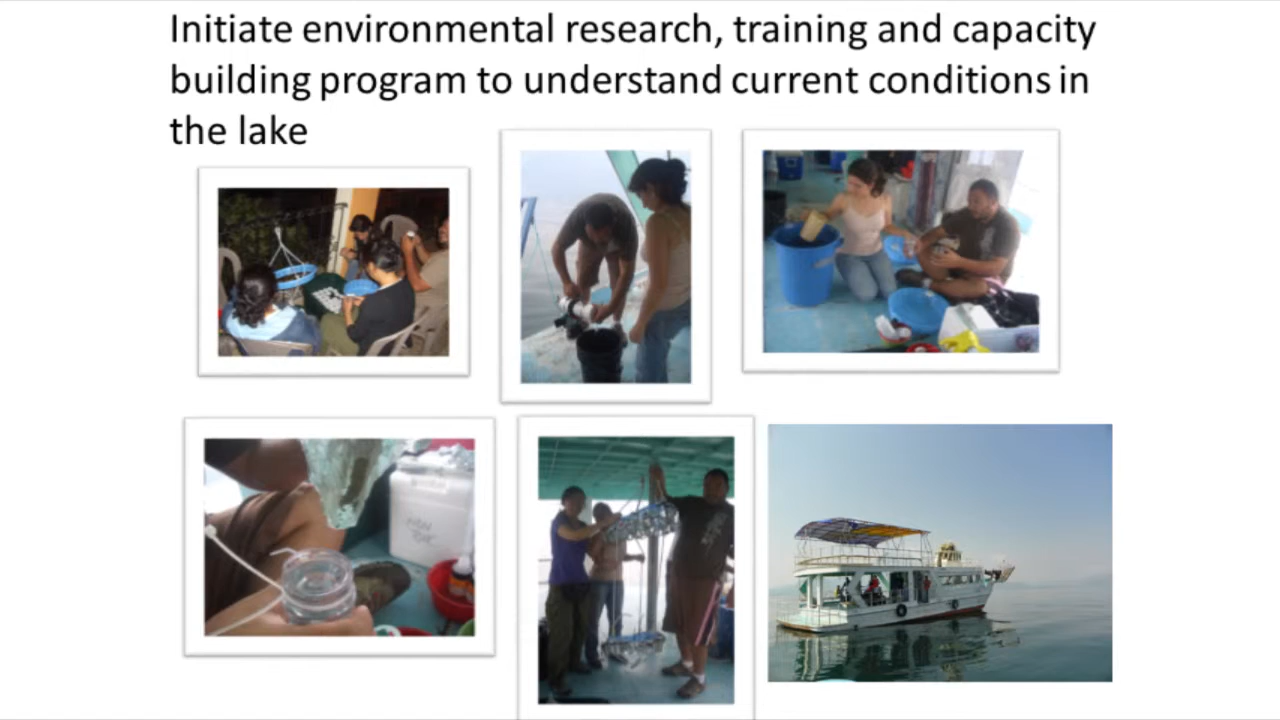 Initiate environmental research, training and capacity
building program to understand current conditions in
the lake